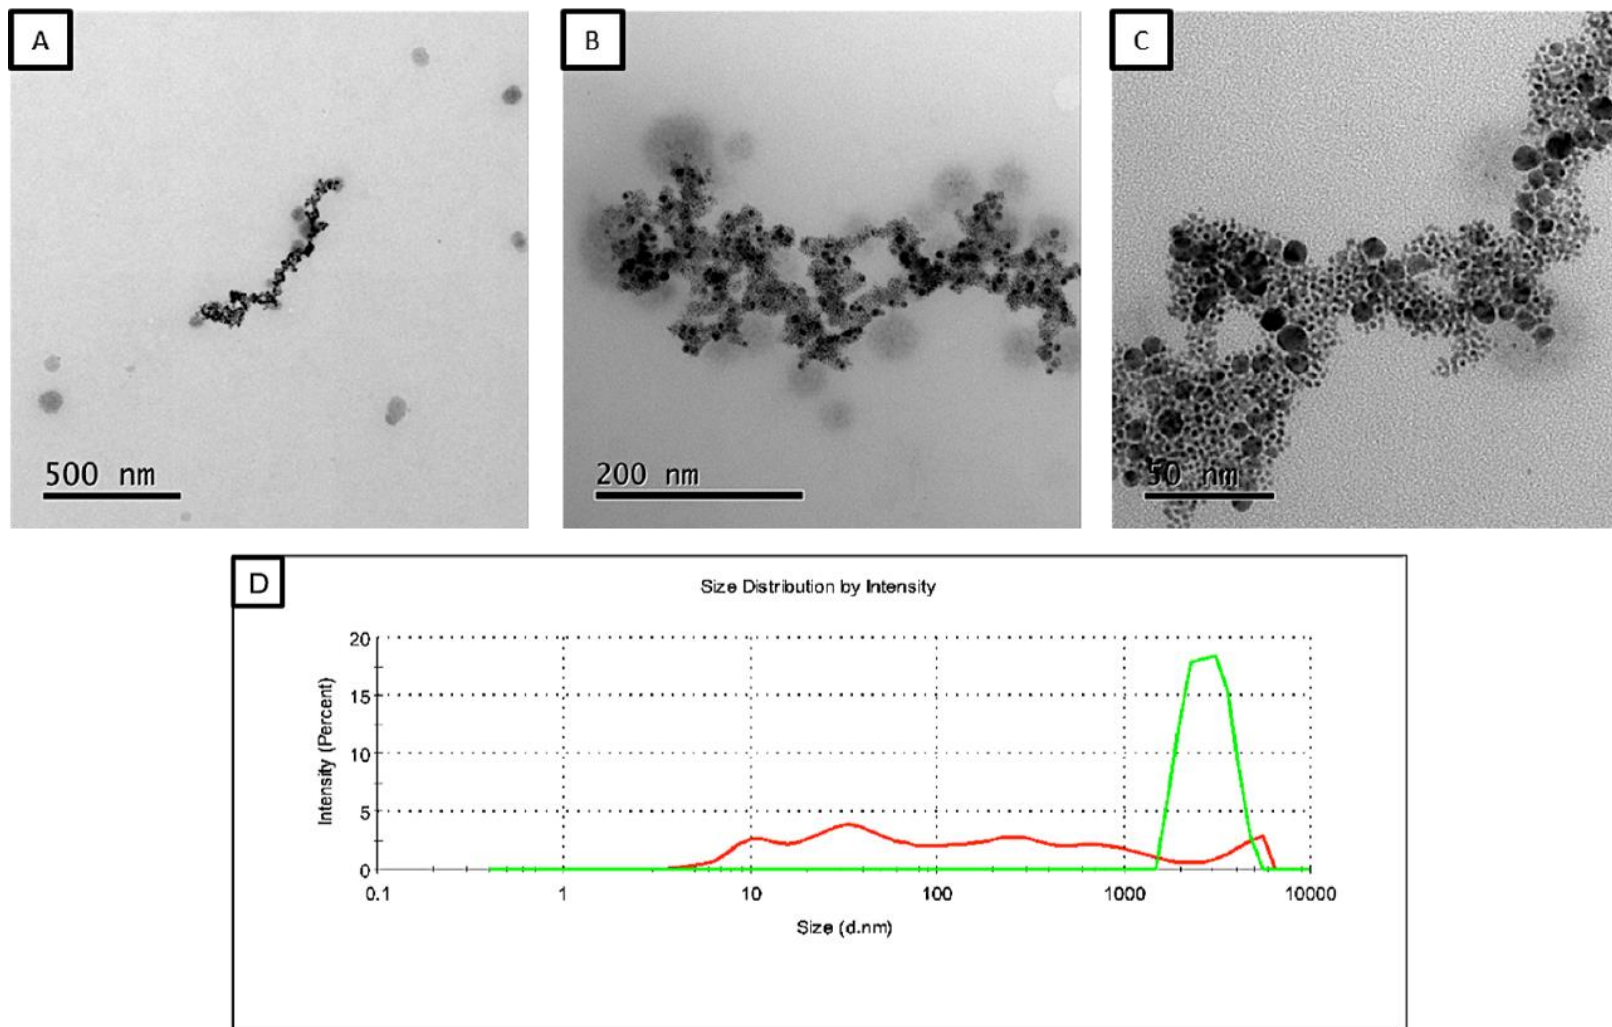 A
B
C
500 nm
200 nm
50 nm
D
Size Distribution by Intensity
Intensity (Percent)
20
15
10
5
0
0.1
1
10
100
1000
10000
Size (d.nm)